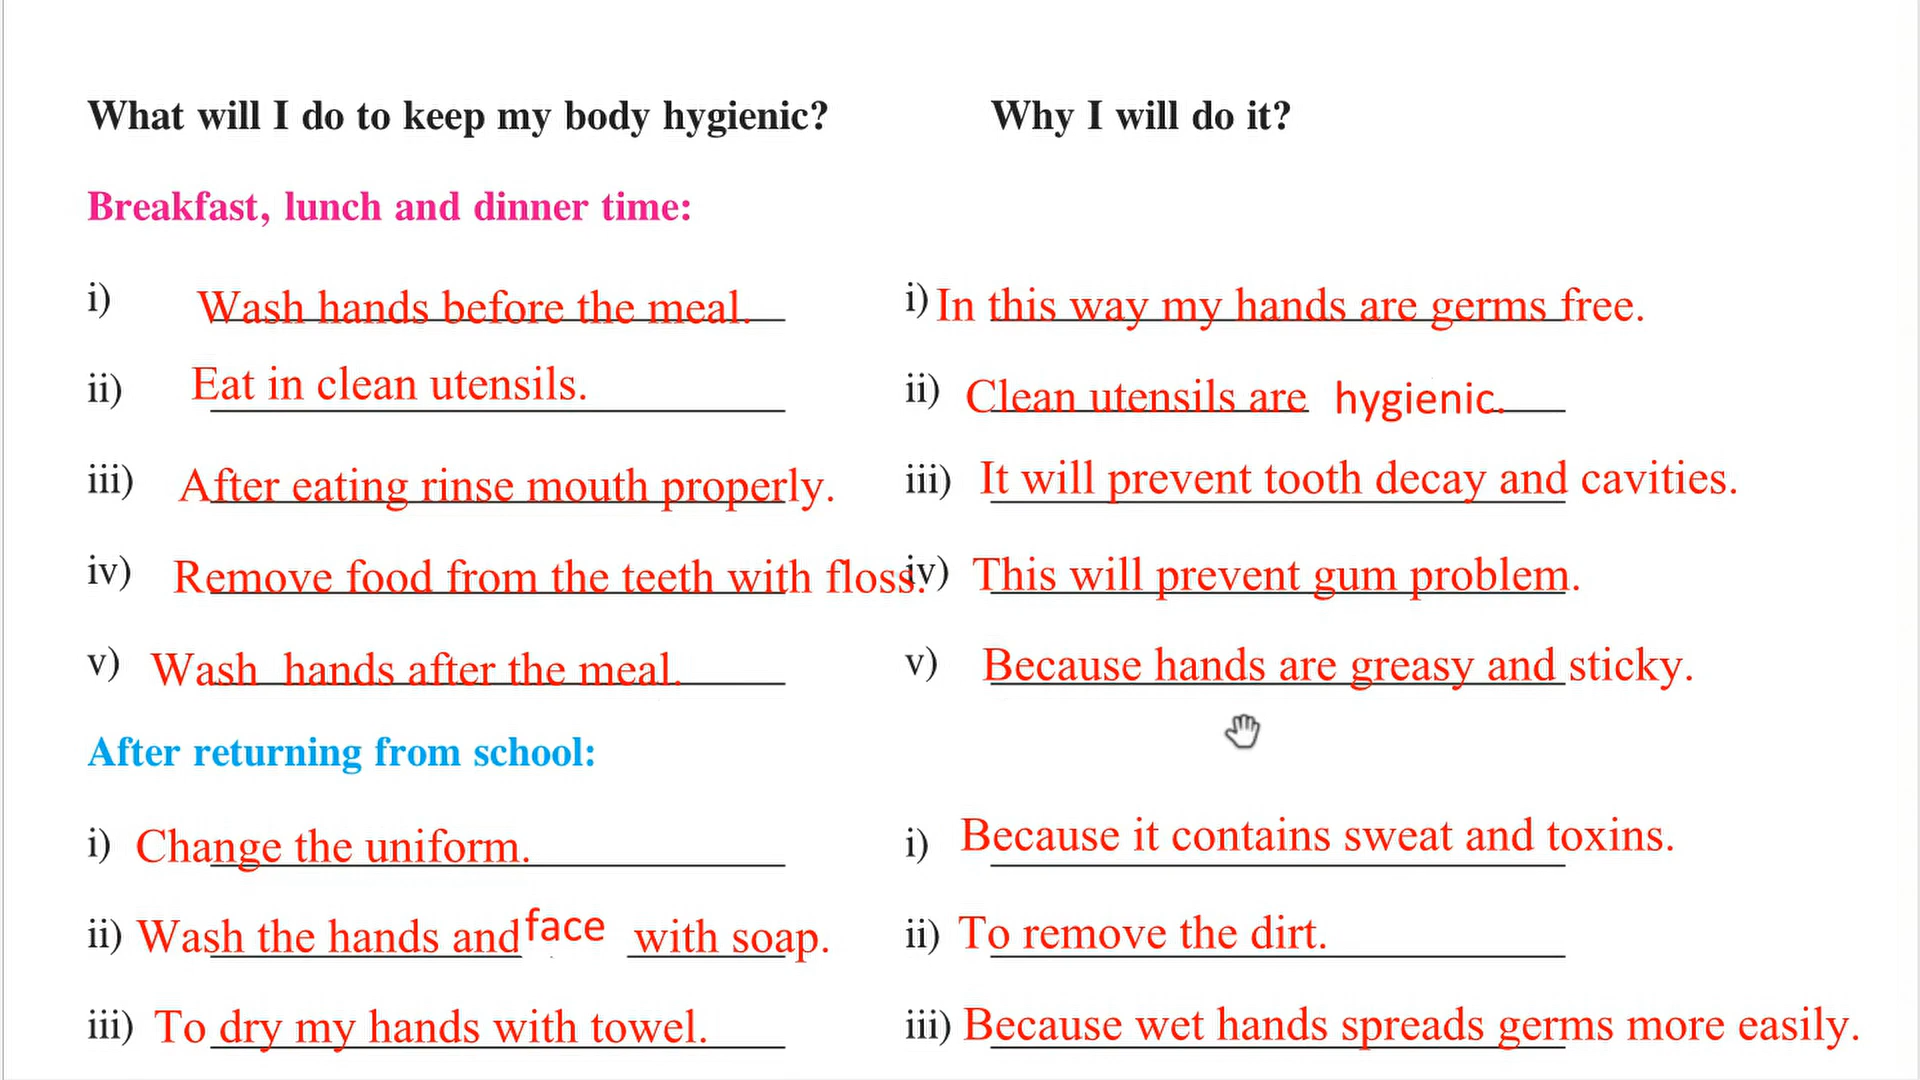 What will I do to keep my body hygienic? Why I will do it?
Breakfast, lunch and dinner time:
i) Wash hands before the meal. i) In this way my hands are germs free.
ii) Eat in clean utensils. ii) Clean utensils are hygienic.
iii) After eating rinse mouth properly. iii) It will prevent tooth decay and cavities.
iv) Remove food from the teeth with floss. iv) This will prevent gum problem.
v) Wash hands after the meal. v) Because hands are greasy and sticky.
After returning from school:
i) Change the uniform. i) Because it contains sweat and toxins.
ii) Wash the hands and face with soap. ii) To remove the dirt.
iii) To dry my hands with towel. iii) Because wet hands spreads germs more easily.